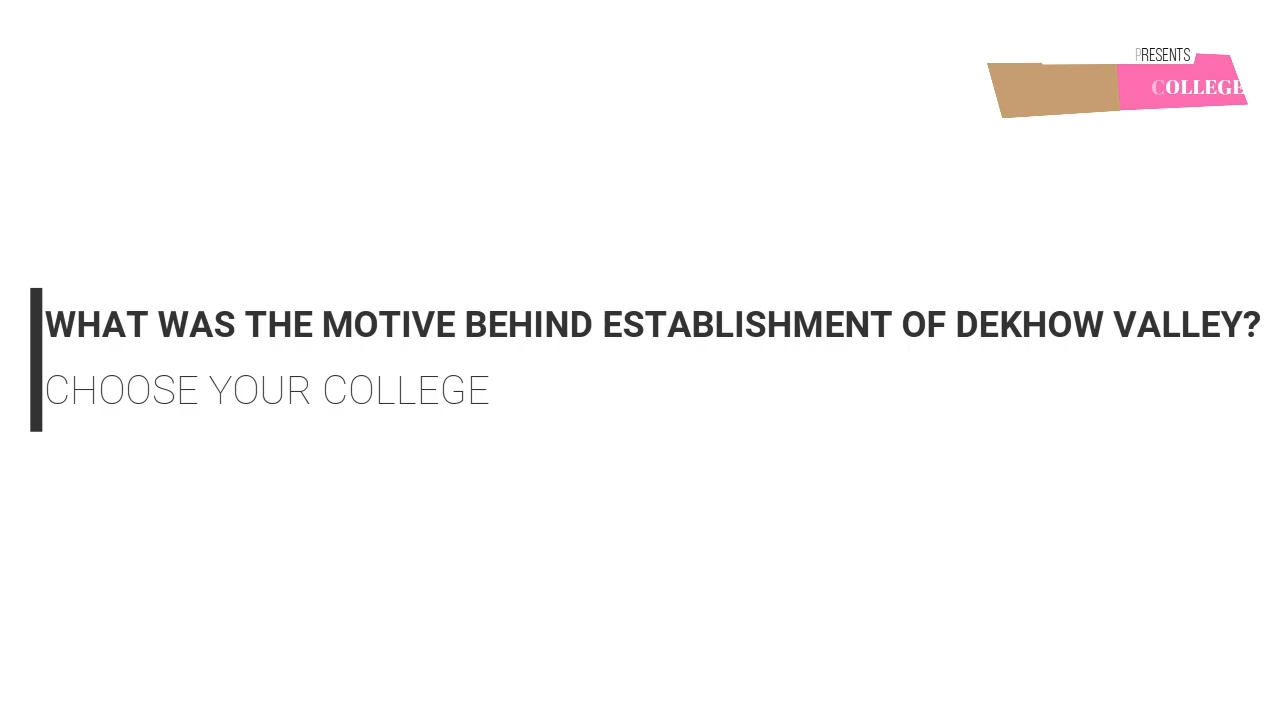 PRESENTS
COLLEGE
WHAT WAS THE MOTIVE BEHIND ESTABLISHMENT OF DEKHOW VALLEY?
CHOOSE YOUR COLLEGE